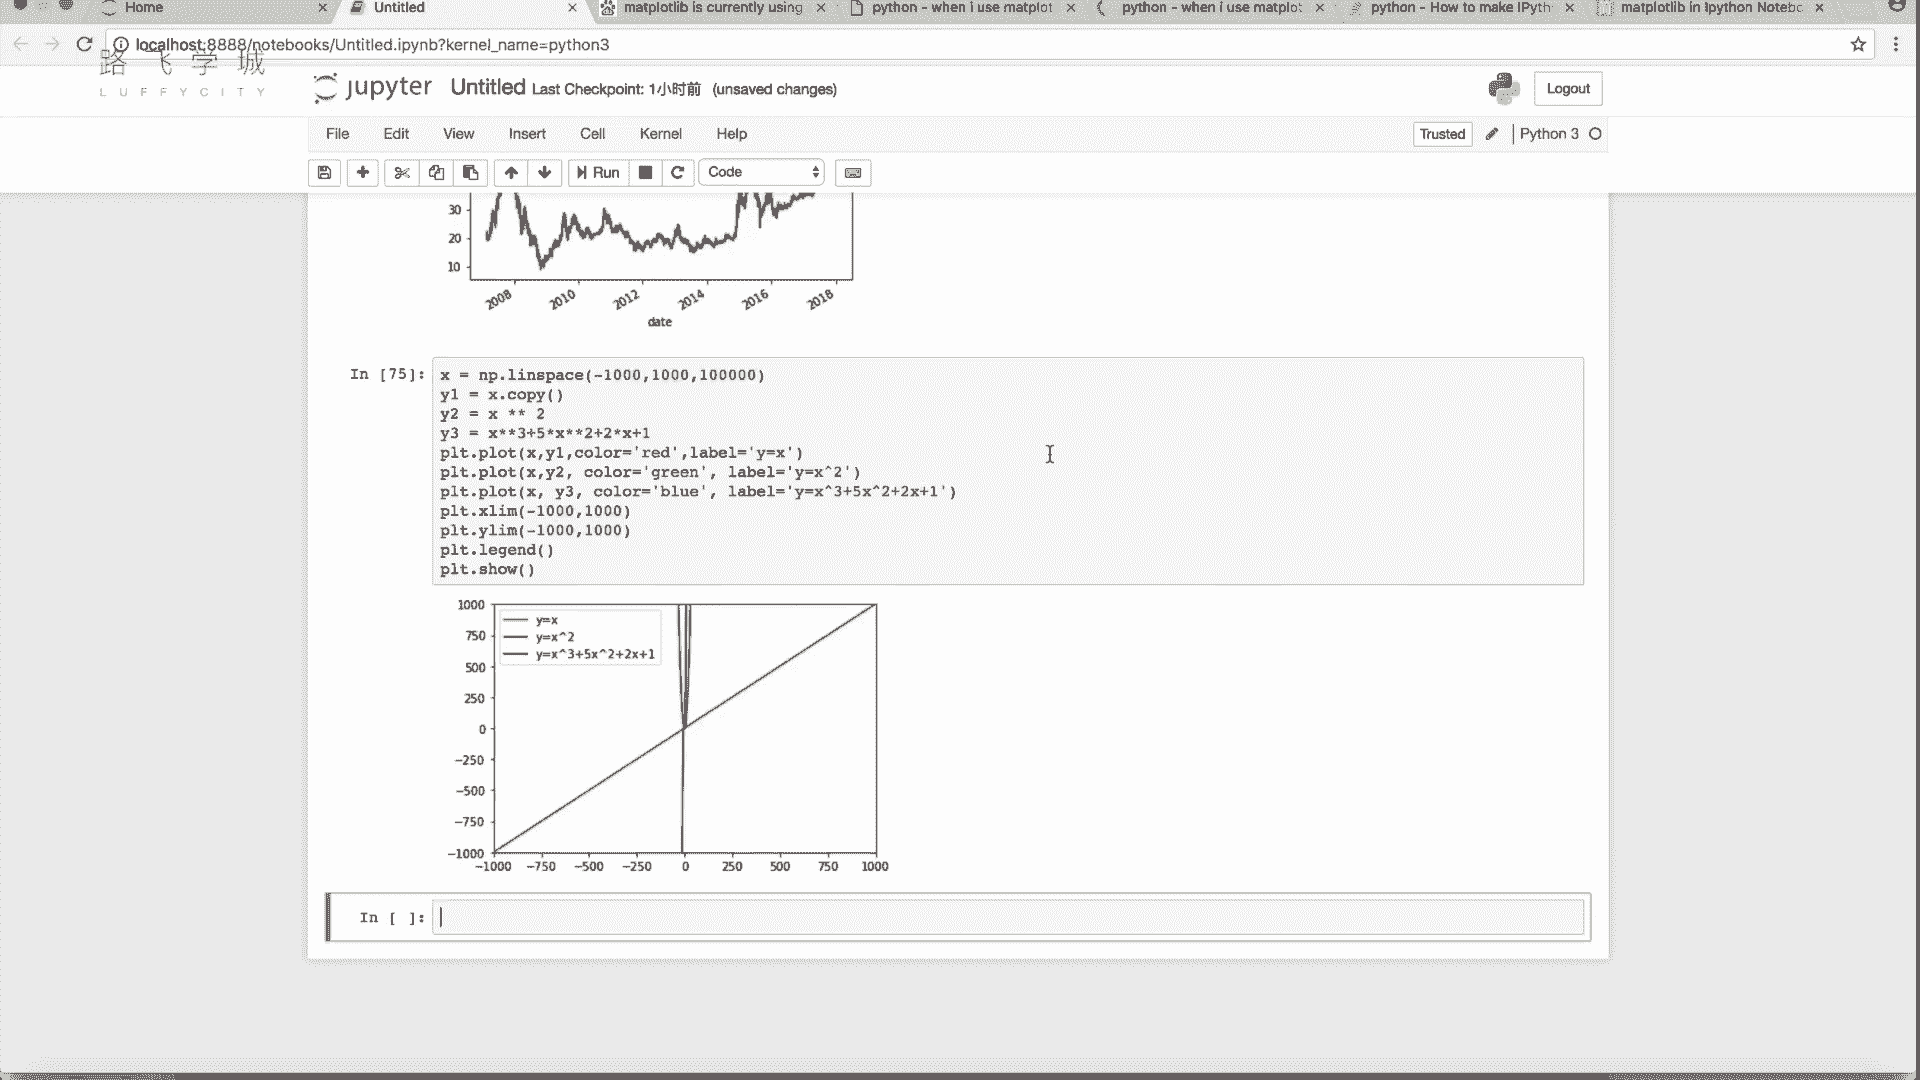 Home
Untitled
matplotlib is currently using
python - when i use matplot
python - when i use matplot
python - How to make IPyth
matplotlib in Ipython Notebo
localhost:8888/notebooks/Untitled.ipynb?kernel_name=python3
路飞学城
LUFFYCITY
jupyter Untitled Last Checkpoint: 1小时前 (unsaved changes)
Logout
File Edit View Insert Cell Kernel Help
Trusted Python 3
Run Code
30
20
10
2008 2010 2012 2014 2016 2018
date
In [75]:
x = np.linspace(-1000,1000,100000)
y1 = x.copy()
y2 = x ** 2
y3 = x**3+5*x**2+2*x+1
plt.plot(x,y1,color='red',label='y=x')
plt.plot(x,y2, color='green', label='y=x^2')
plt.plot(x, y3, color='blue', label='y=x^3+5x^2+2x+1')
plt.xlim(-1000,1000)
plt.ylim(-1000,1000)
plt.legend()
plt.show()
y=x
y=x^2
y=x^3+5x^2+2x+1
1000
750
500
250
0
−250
−500
−750
−1000
−1000 −750 −500 −250 0 250 500 750 1000
In [ ]: